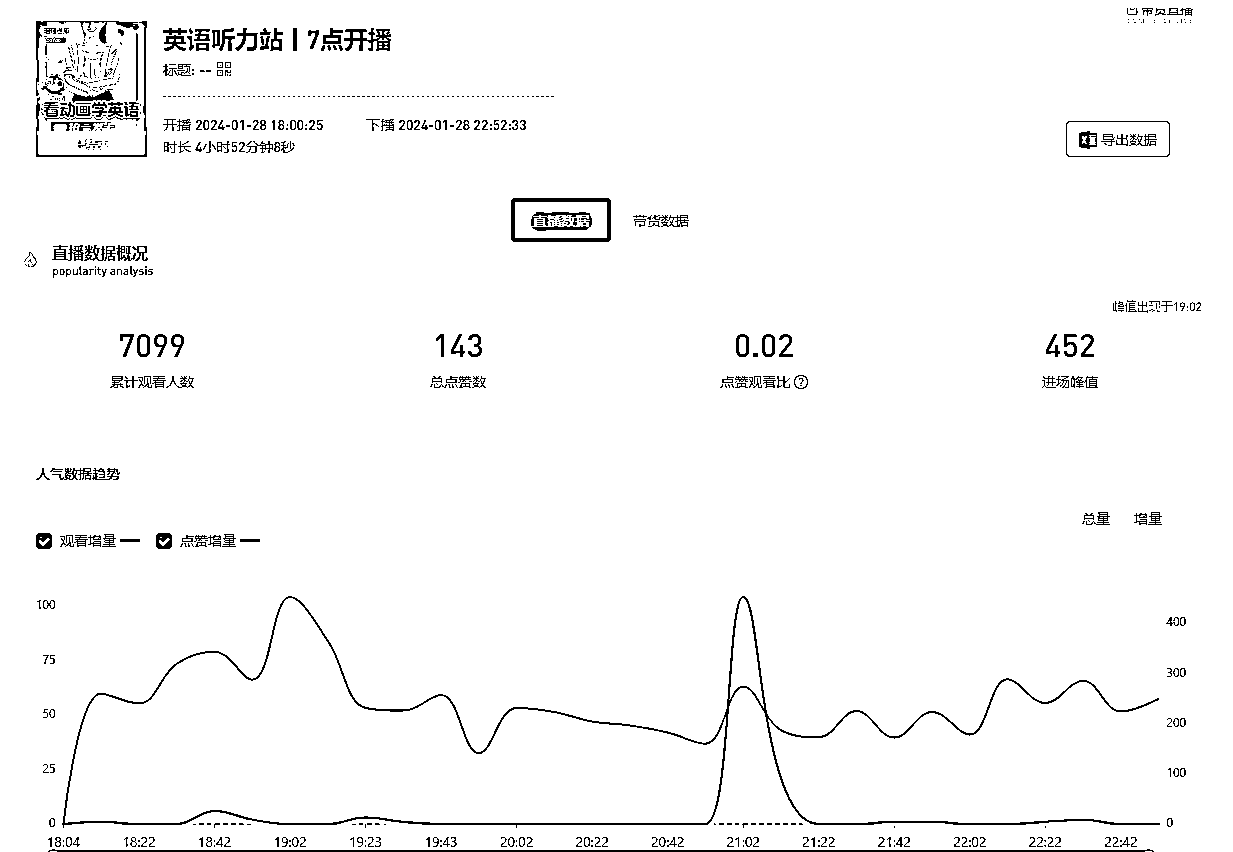 带货直播
英语听力站丨7点开播
标题: --
看动画学英语
开播 2024-01-28 18:00:25 下播 2024-01-28 22:52:33
时长 4小时52分钟8秒
导出数据
直播数据 带货数据
直播数据概况
popularity analysis
峰值出现于19:02
7099 143 0.02 452
累计观看人数 总点赞数 点赞观看比 ? 进场峰值
人气数据趋势
总量 增量
观看增量 点赞增量
100 400
75 300
50 200
25 100
0 0
18:04 18:22 18:42 19:02 19:23 19:43 20:02 20:22 20:42 21:02 21:22 21:42 22:02 22:22 22:42